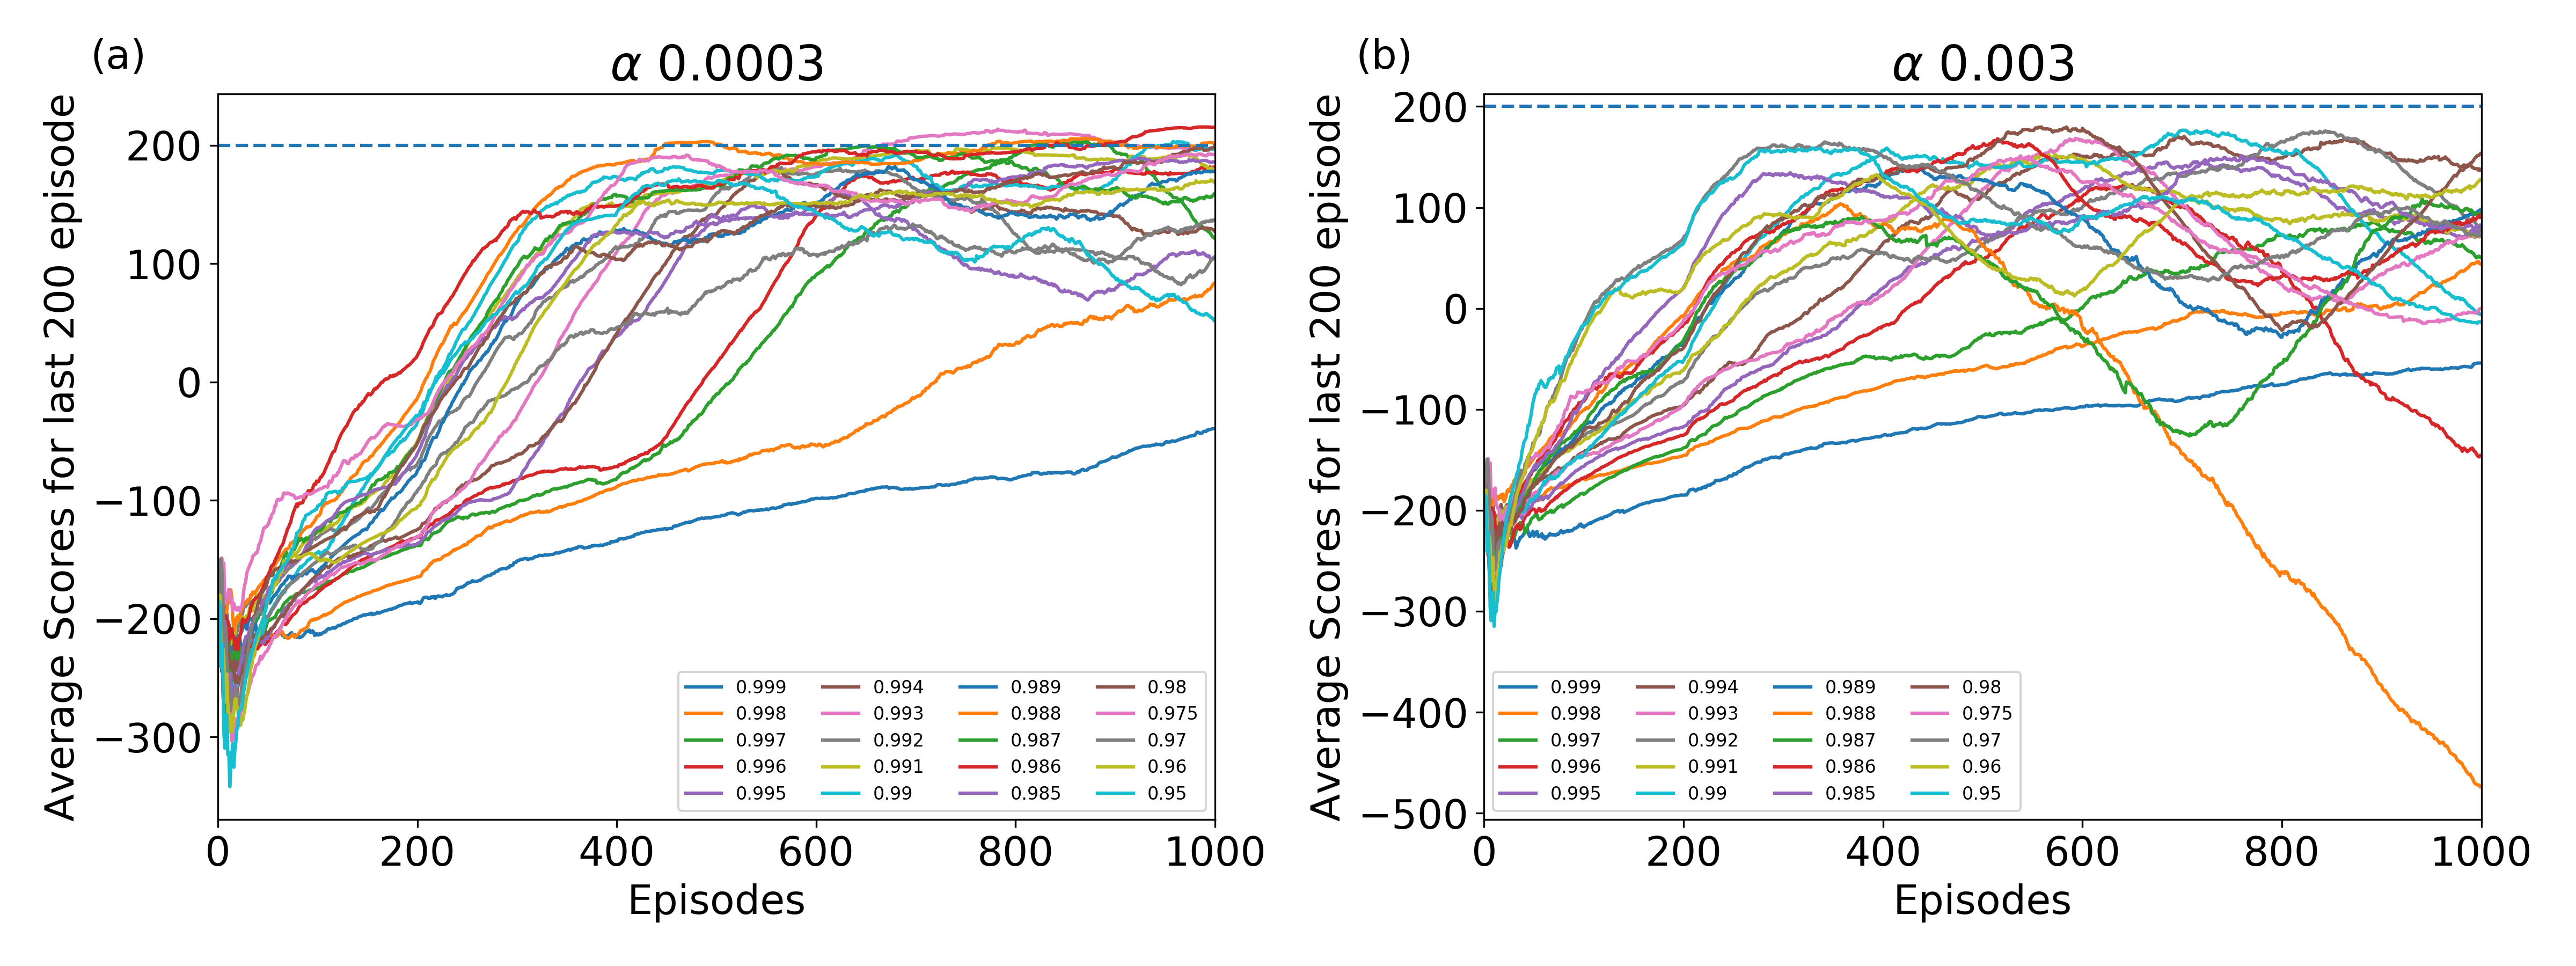 (a)
α 0.0003
Average Scores for last 200 episode
200
100
0
−100
−200
−300
0 200 400 600 800 1000
Episodes
0.999 0.994 0.989 0.98
0.998 0.993 0.988 0.975
0.997 0.992 0.987 0.97
0.996 0.991 0.986 0.96
0.995 0.99 0.985 0.95
(b)
α 0.003
Average Scores for last 200 episode
200
100
0
−100
−200
−300
−400
−500
0 200 400 600 800 1000
Episodes
0.999 0.994 0.989 0.98
0.998 0.993 0.988 0.975
0.997 0.992 0.987 0.97
0.996 0.991 0.986 0.96
0.995 0.99 0.985 0.95